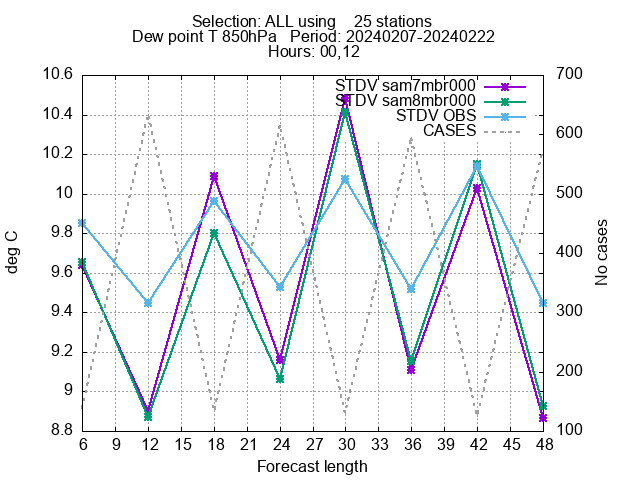 Selection: ALL using    25 stations
Dew point T 850hPa   Period: 20240207-20240222
Hours: 00,12
STDV sam7mbr000
STDV sam8mbr000
STDV OBS
CASES
10.6
10.4
10.2
10
9.8
9.6
9.4
9.2
9
8.8
deg C
700
600
500
400
300
200
100
No cases
6 9 12 15 18 21 24 27 30 33 36 39 42 45 48
Forecast length